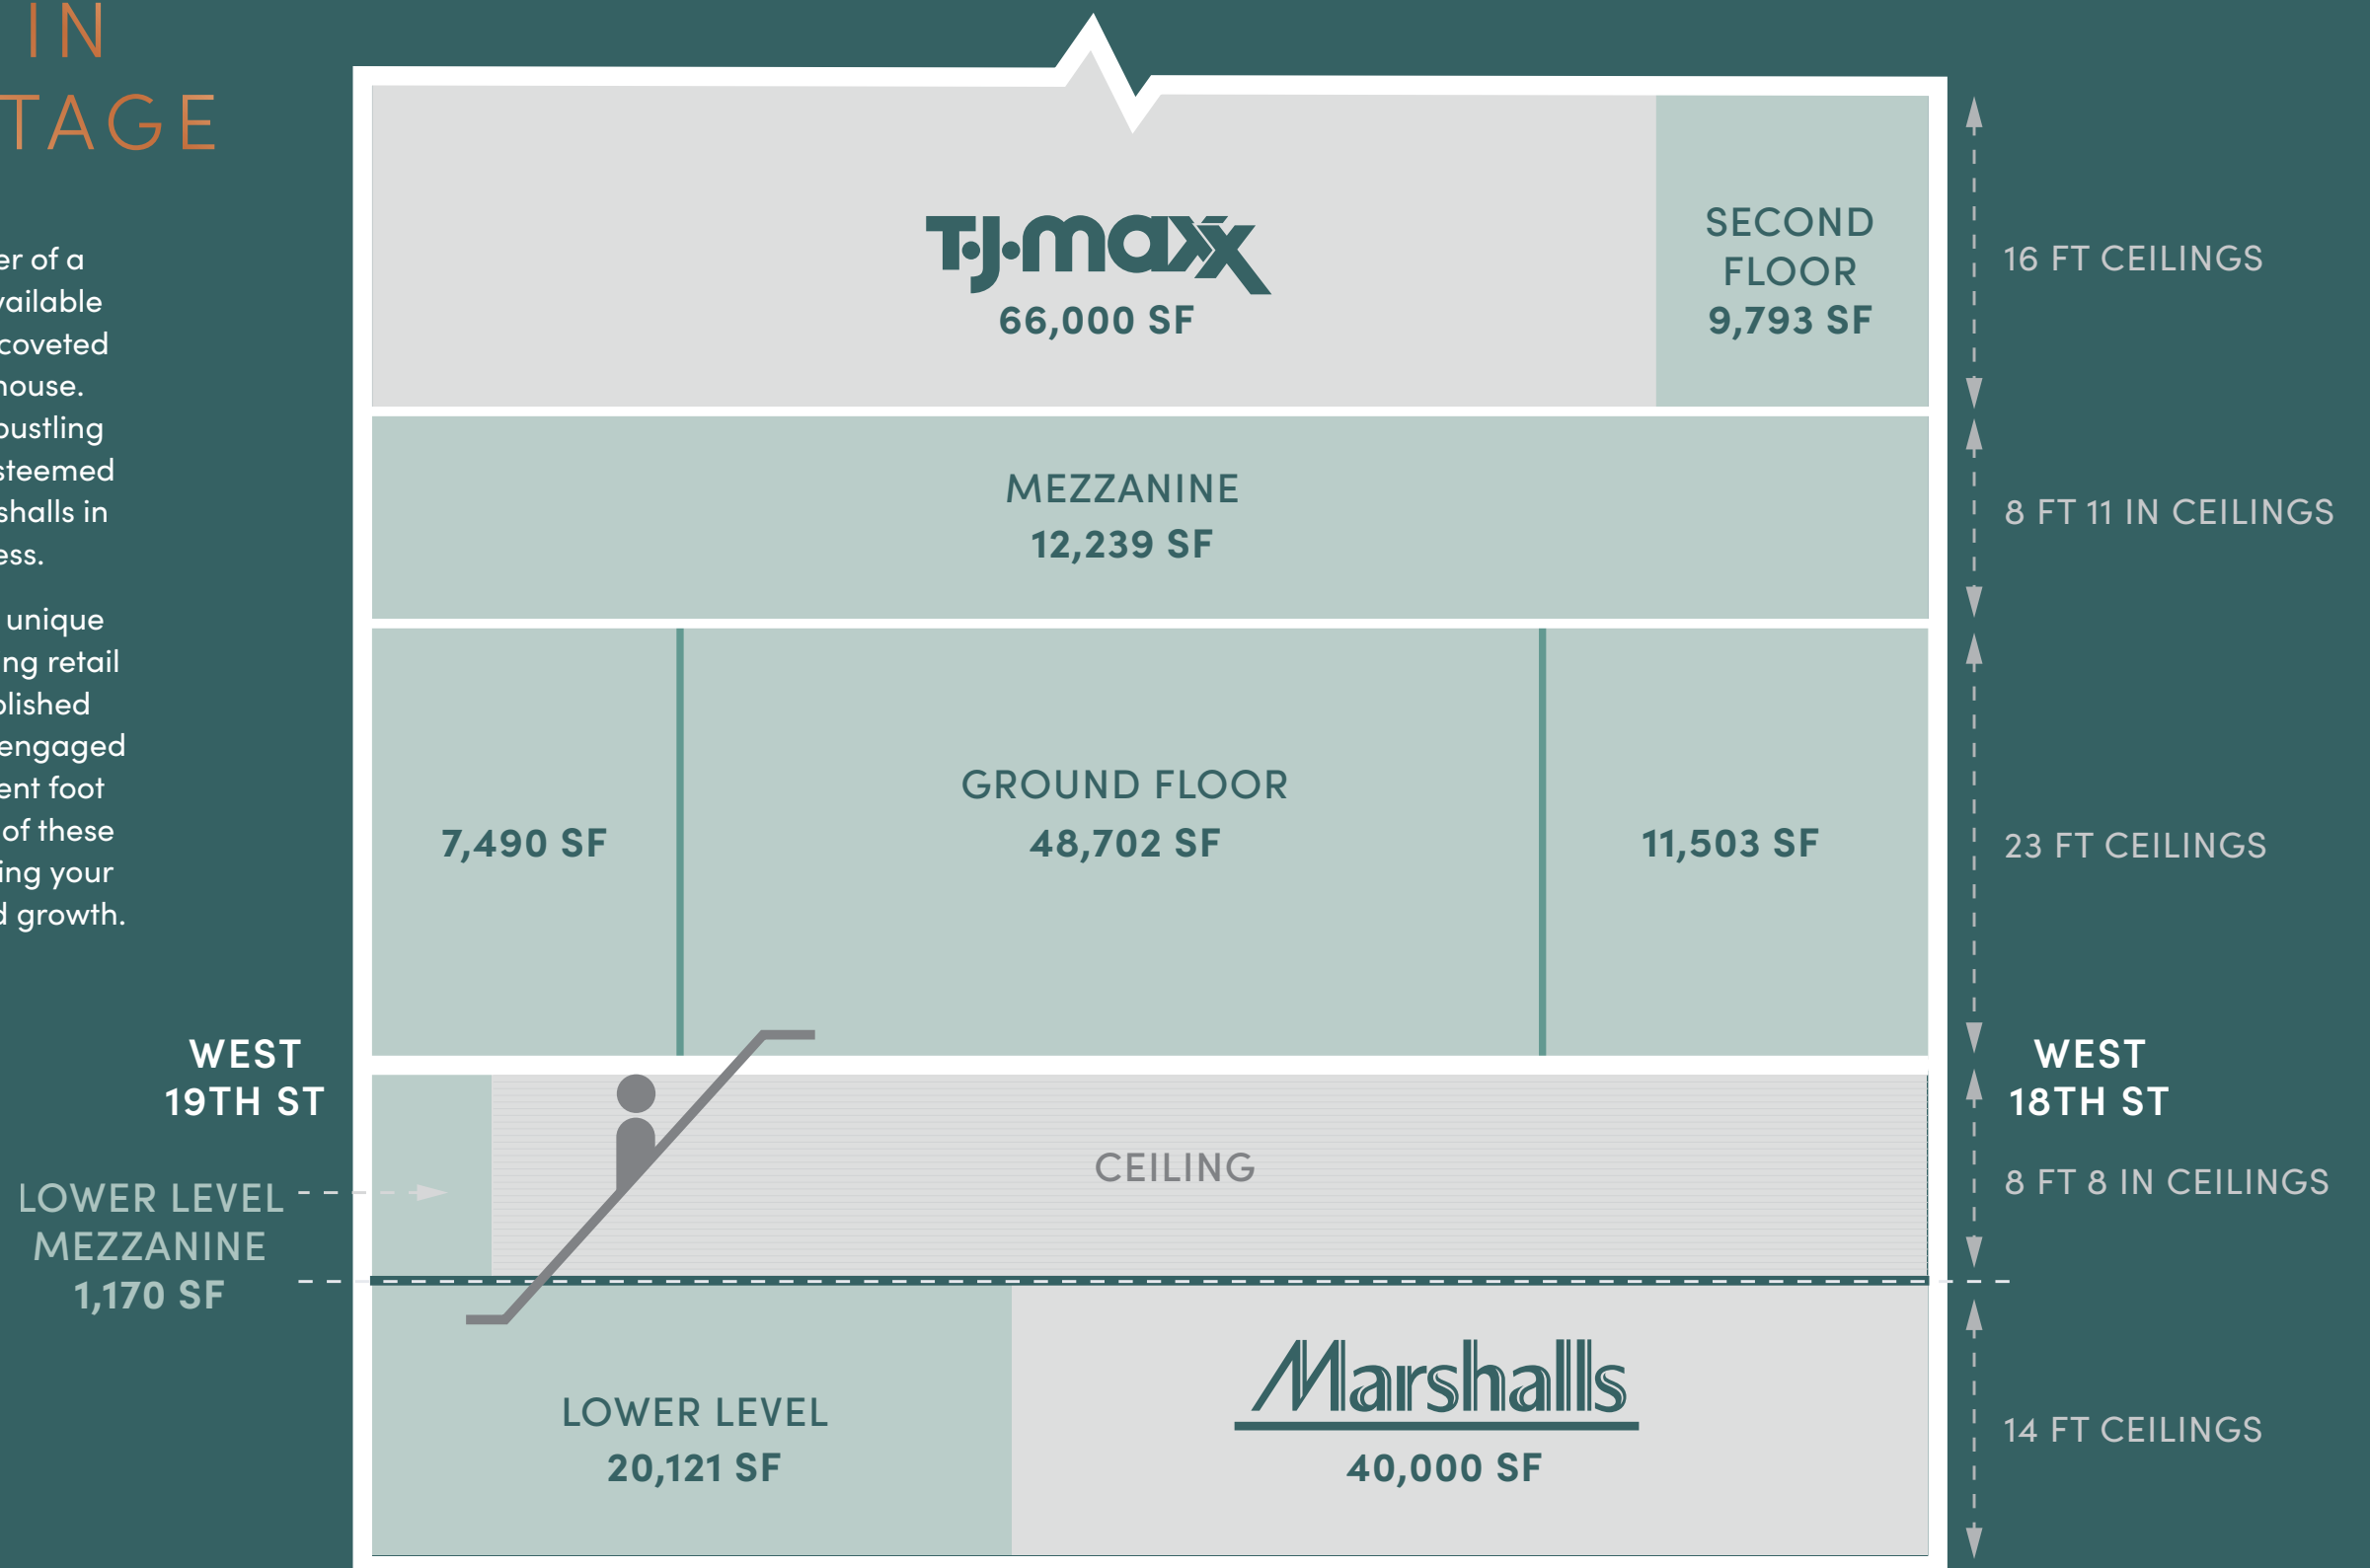 IN
TAGE
er of a
vailable
coveted
house.
bustling
steemed
shalls in
ess.
unique
ng retail
blished
engaged
ent foot
of these
ing your
d growth.
T·J·maxx
66,000 SF
SECOND
FLOOR
9,793 SF
16 FT CEILINGS
MEZZANINE
12,239 SF
8 FT 11 IN CEILINGS
7,490 SF
GROUND FLOOR
48,702 SF
11,503 SF
23 FT CEILINGS
WEST
19TH ST
WEST
18TH ST
LOWER LEVEL
MEZZANINE
1,170 SF
CEILING
8 FT 8 IN CEILINGS
LOWER LEVEL
20,121 SF
Marshalls
40,000 SF
14 FT CEILINGS